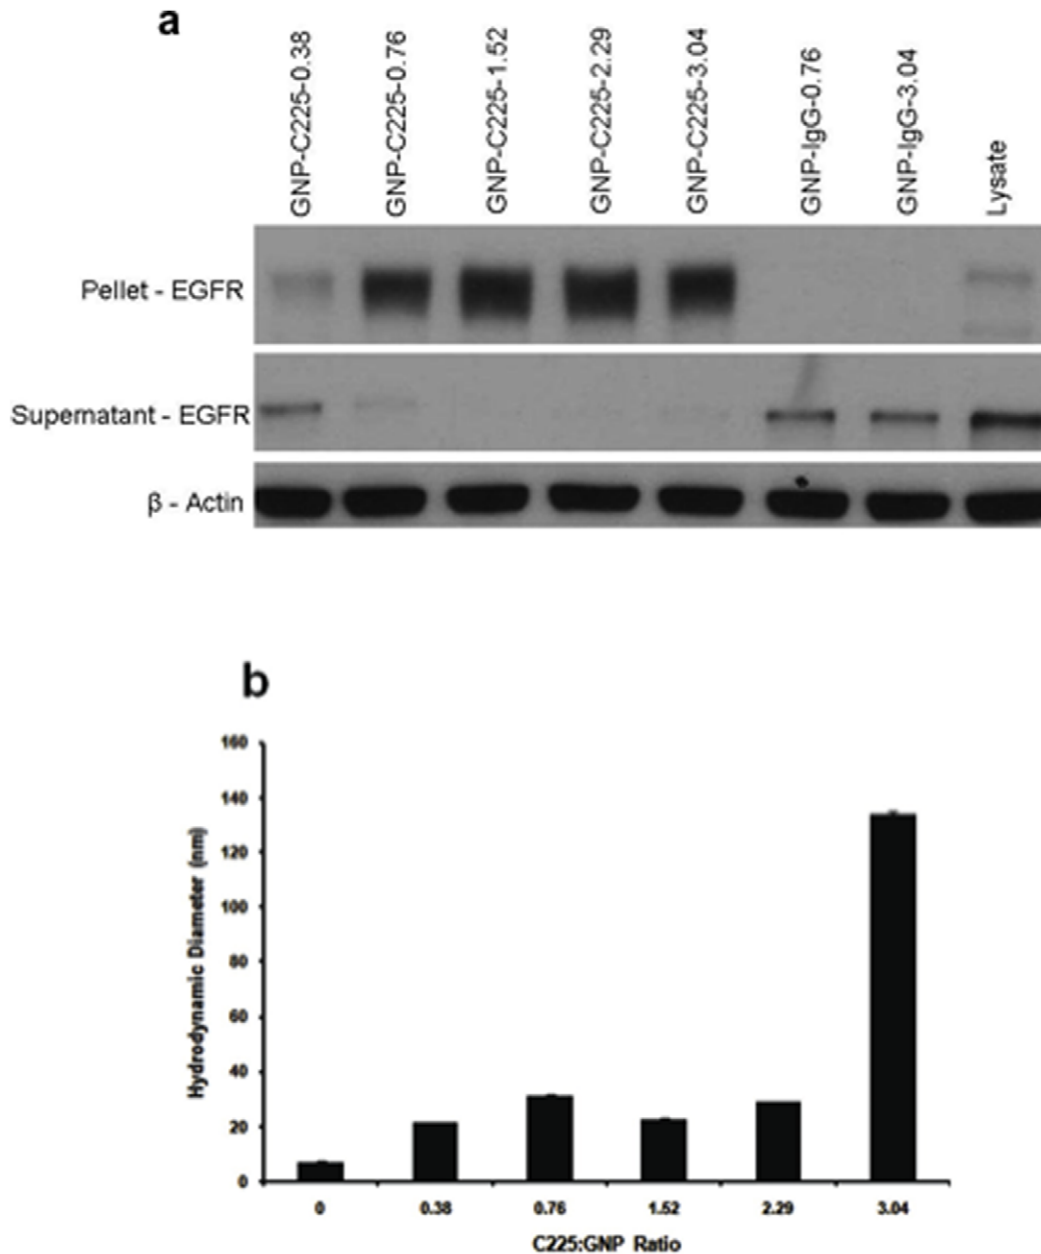 a
GNP-C225-0.38
GNP-C225-0.76
GNP-C225-1.52
GNP-C225-2.29
GNP-C225-3.04
GNP-IgG-0.76
GNP-IgG-3.04
Lysate
Pellet - EGFR
Supernatant - EGFR
β - Actin
b
Hydrodynamic Diameter (nm)
160
140
120
100
80
60
40
20
0
0 0.38 0.76 1.52 2.29 3.04
C225:GNP Ratio